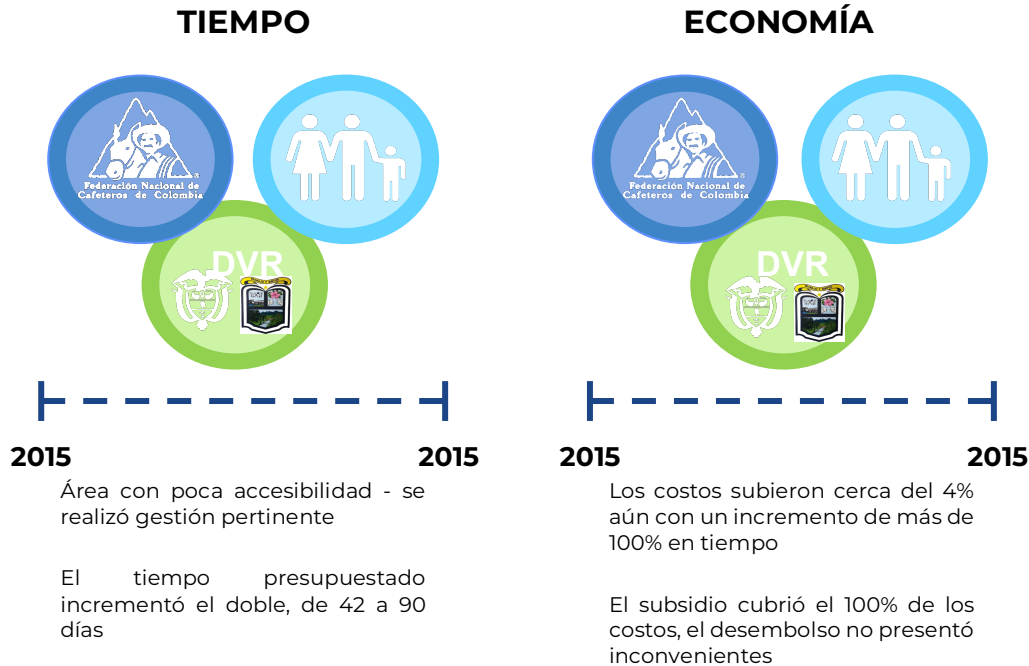 TIEMPO
Federación Nacional de
Cafeteros de Colombia
®
DVR
2015
2015
Área con poca accesibilidad - se
realizó gestión pertinente
El tiempo presupuestado
incrementó el doble, de 42 a 90
días
ECONOMÍA
Federación Nacional de
Cafeteros de Colombia
®
DVR
2015
2015
Los costos subieron cerca del 4%
aún con un incremento de más de
100% en tiempo
El subsidio cubrió el 100% de los
costos, el desembolso no presentó
inconvenientes